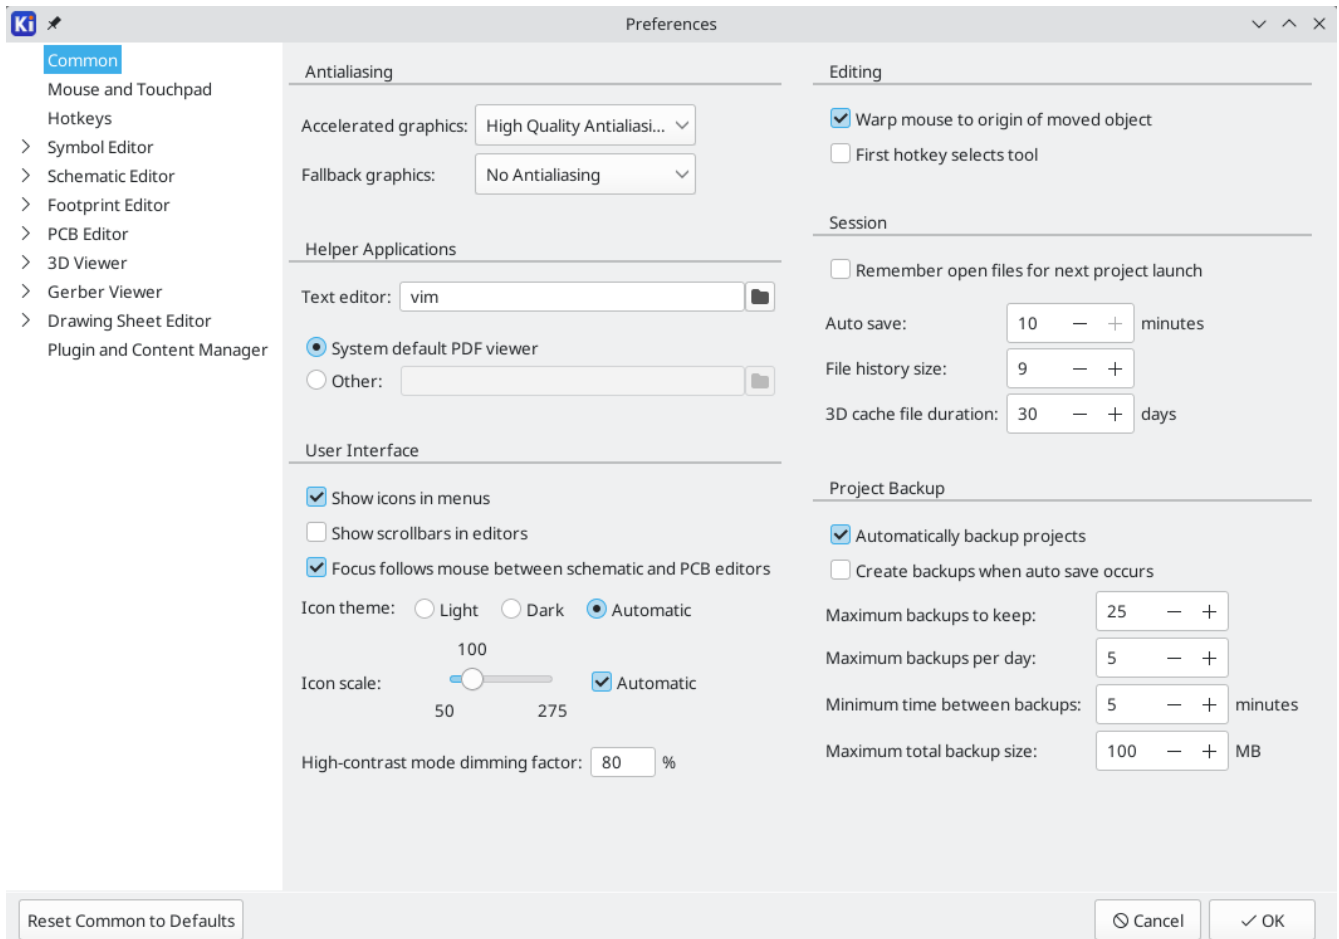 Ki
Preferences
Common
Mouse and Touchpad
Hotkeys
Symbol Editor
Schematic Editor
Footprint Editor
PCB Editor
3D Viewer
Gerber Viewer
Drawing Sheet Editor
Plugin and Content Manager
Antialiasing
Accelerated graphics: High Quality Antialiasi...
Fallback graphics: No Antialiasing
Helper Applications
Text editor: vim
System default PDF viewer
Other:
User Interface
Show icons in menus
Show scrollbars in editors
Focus follows mouse between schematic and PCB editors
Icon theme: Light Dark Automatic
100
Icon scale: Automatic
50 275
High-contrast mode dimming factor: 80 %
Editing
Warp mouse to origin of moved object
First hotkey selects tool
Session
Remember open files for next project launch
Auto save: 10 minutes
File history size: 9
3D cache file duration: 30 days
Project Backup
Automatically backup projects
Create backups when auto save occurs
Maximum backups to keep: 25
Maximum backups per day: 5
Minimum time between backups: 5 minutes
Maximum total backup size: 100 MB
Reset Common to Defaults
Cancel
OK